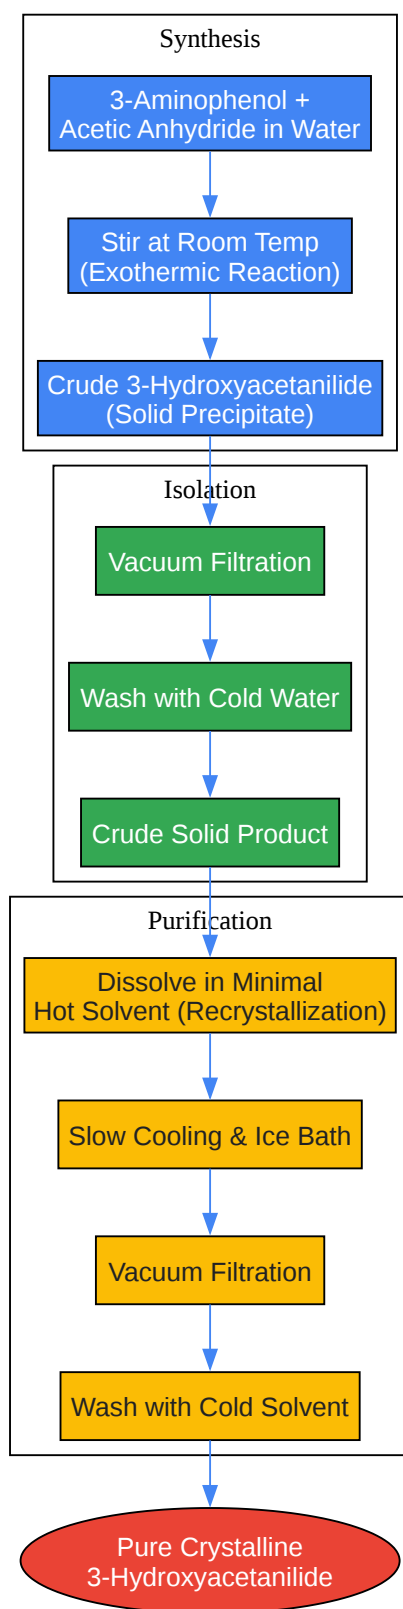 Synthesis
3-Aminophenol +
Acetic Anhydride in Water
Stir at Room Temp
(Exothermic Reaction)
Crude 3-Hydroxyacetanilide
(Solid Precipitate)
Isolation
Vacuum Filtration
Wash with Cold Water
Crude Solid Product
Purification
Dissolve in Minimal
Hot Solvent (Recrystallization)
Slow Cooling & Ice Bath
Vacuum Filtration
Wash with Cold Solvent
Pure Crystalline
3-Hydroxyacetanilide